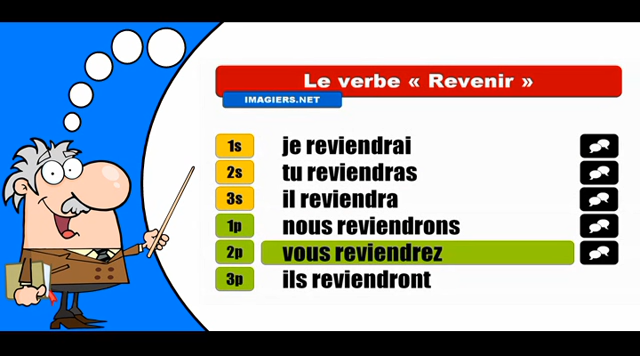 Le verbe « Revenir »
IMAGIERS.NET
1s je reviendrai
2s tu reviendras
3s il reviendra
1p nous reviendrons
2p vous reviendrez
3p ils reviendront